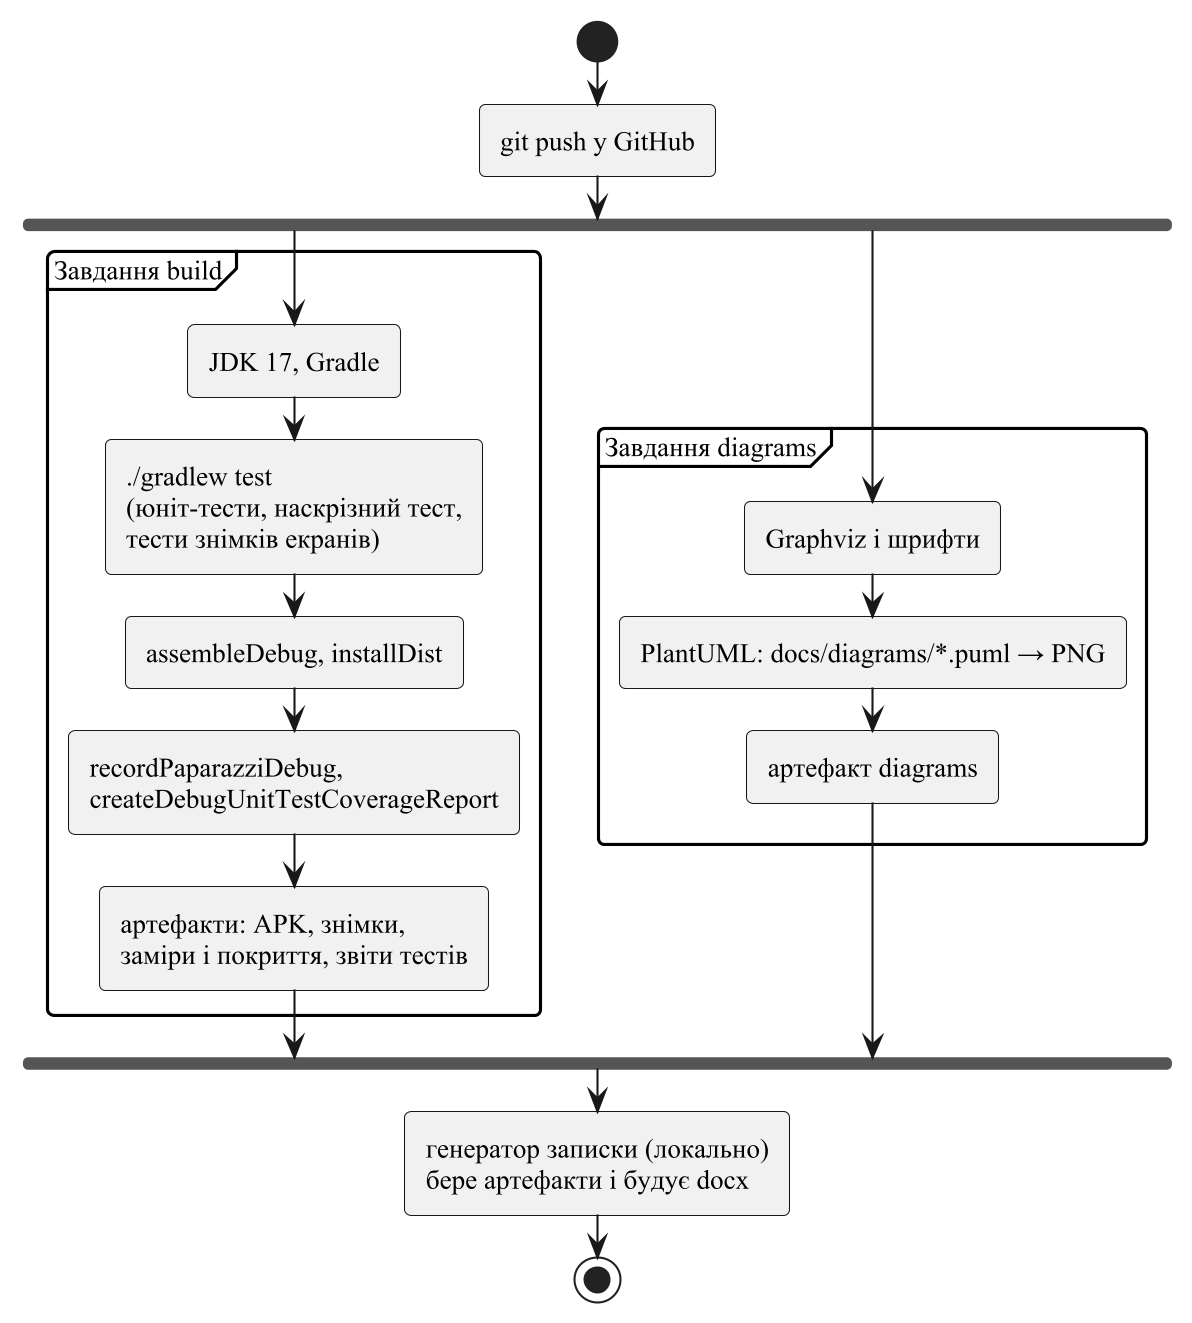 git push у GitHub
Завдання build
JDK 17, Gradle
./gradlew test
(юніт-тести, наскрізний тест,
тести знімків екранів)
assembleDebug, installDist
recordPaparazziDebug,
createDebugUnitTestCoverageReport
артефакти: APK, знімки,
заміри і покриття, звіти тестів
Завдання diagrams
Graphviz і шрифти
PlantUML: docs/diagrams/*.puml → PNG
артефакт diagrams
генератор записки (локально)
бере артефакти і будує docx